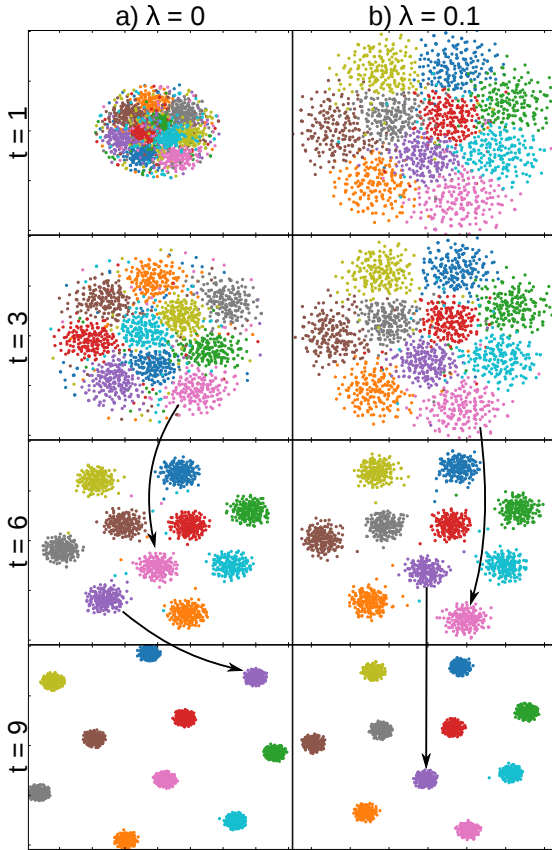 a) λ = 0
b) λ = 0.1
t = 1
t = 3
t = 6
t = 9